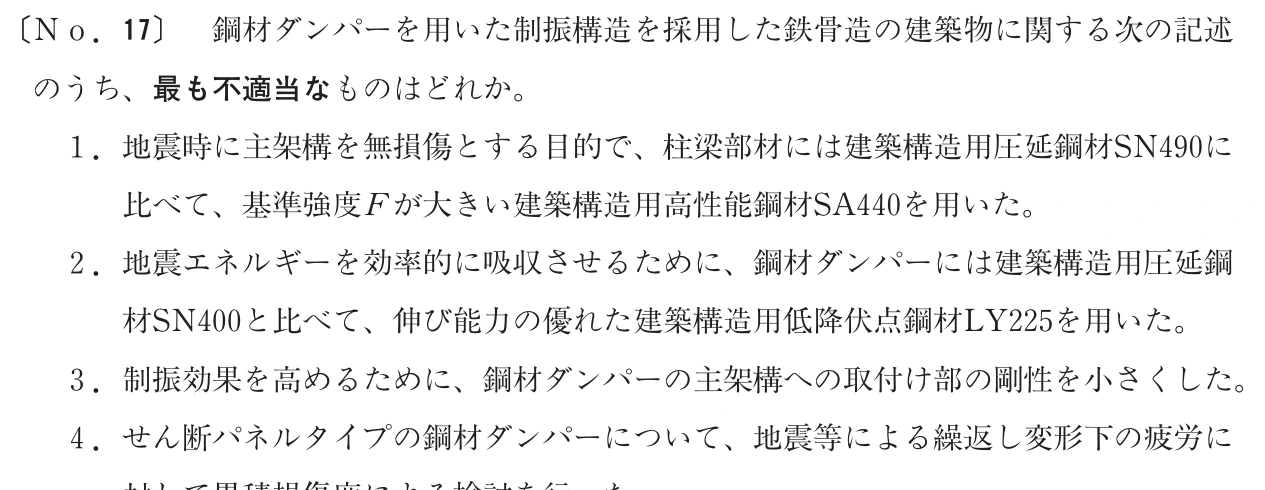 〔Ｎｏ．17〕　鋼材ダンパーを用いた制振構造を採用した鉄骨造の建築物に関する次の記述
のうち、最も不適当なものはどれか。
１．地震時に主架構を無損傷とする目的で、柱梁部材には建築構造用圧延鋼材SN490に
比べて、基準強度Fが大きい建築構造用高性能鋼材SA440を用いた。
２．地震エネルギーを効率的に吸収させるために、鋼材ダンパーには建築構造用圧延鋼
材SN400と比べて、伸び能力の優れた建築構造用低降伏点鋼材LY225を用いた。
３．制振効果を高めるために、鋼材ダンパーの主架構への取付け部の剛性を小さくした。
４．せん断パネルタイプの鋼材ダンパーについて、地震等による繰返し変形下の疲労に